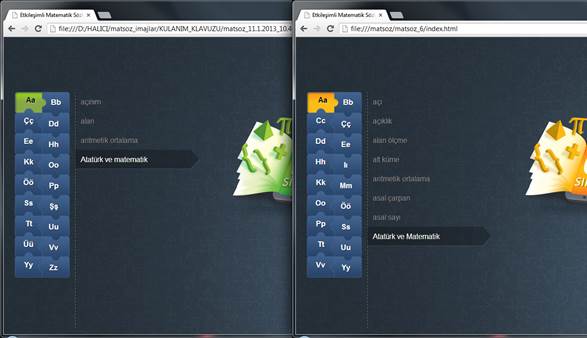 Etkileşimli Matematik Söz
file:///D:/HALICI/matsoz_imajlar/KULANIM_KLAVUZU/matsoz_11.1.2013_10.4
Aa Bb
Çç Dd
Ee Hh
Kk Oo
Öö Pp
Ss Şş
Tt Uu
Üü Vv
Yy Zz
açınım
alan
aritmetik ortalama
Atatürk ve matematik
π
Etkileşimli Matematik Söz
file:///matsoz/matsoz_6/index.html
Aa Bb
Cc Çç
Dd Ee
Hh Iı
Kk Mm
Oo Öö
Pp Ss
Tt Uu
Vv Yy
açı
açıklık
alan ölçme
alt küme
aritmetik ortalama
asal çarpan
asal sayı
Atatürk ve Matematik
π